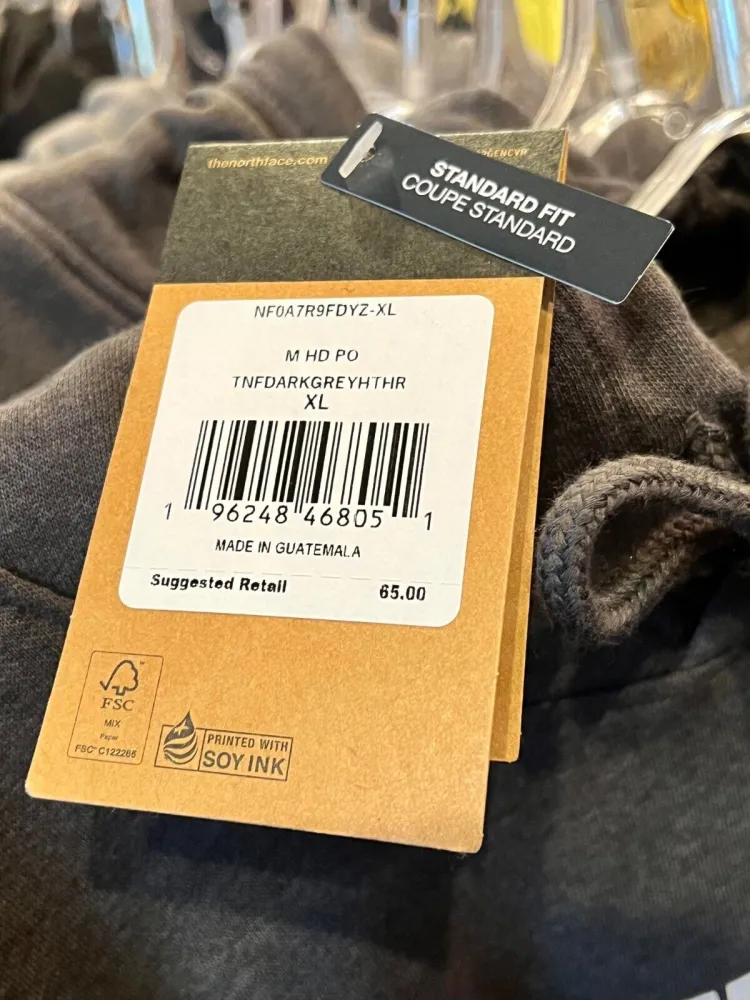 thenorthface.com
STANDARD FIT
COUPE STANDARD
NF0A7R9FDYZ-XL
M HD PO
TNFDARKGREYHTHR
XL
1 96248 46805 1
MADE IN GUATEMALA
Suggested Retail 65.00
FSC
MIX
Paper
FSC™ C122265
PRINTED WITH
SOY INK